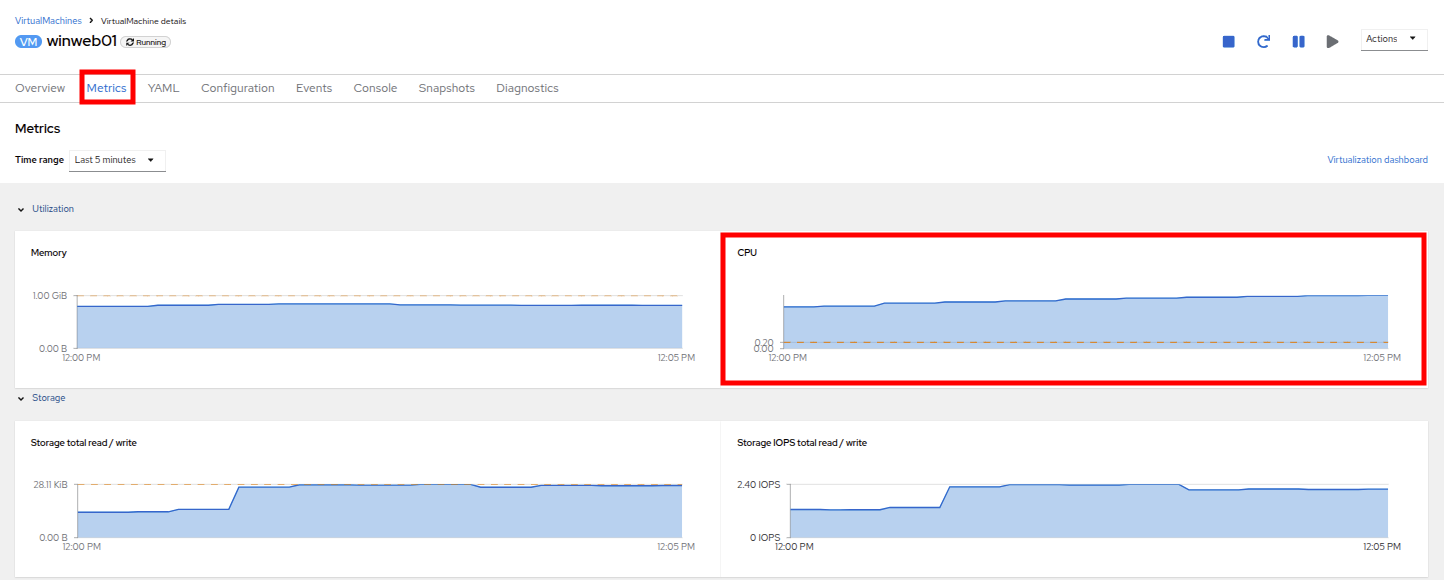 VirtualMachines > VirtualMachine details
VM winweb01 Running
Actions
Overview Metrics YAML Configuration Events Console Snapshots Diagnostics
Metrics
Time range Last 5 minutes
Virtualization dashboard
Utilization
Memory
1.00 GiB
0.00 B
12:00 PM 12:05 PM
CPU
0.20
0.00
12:00 PM 12:05 PM
Storage
Storage total read / write
28.11 KiB
0.00 B
12:00 PM 12:05 PM
Storage IOPS total read / write
2.40 IOPS
0 IOPS
12:00 PM 12:05 PM